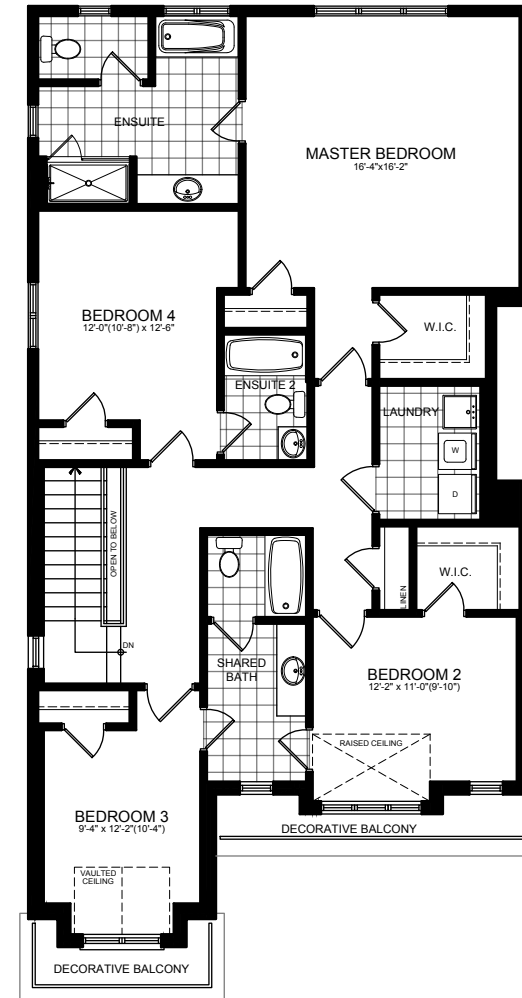 ENSUITE
MASTER BEDROOM
16'-4"x16'-2"
BEDROOM 4
12'-0"(10'-8") x 12'-6"
W.I.C.
ENSUITE 2
LAUNDRY
W
D
OPEN TO BELOW
DN
LINEN
W.I.C.
SHARED
BATH
BEDROOM 2
12'-2" x 11'-0"(9'-10")
RAISED CEILING
BEDROOM 3
9'-4" x 12'-2"(10'-4")
DECORATIVE BALCONY
VAULTED
CEILING
DECORATIVE BALCONY